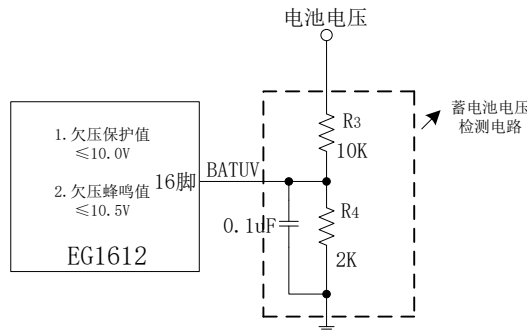 电池电压
蓄电池电压
检测电路
R3
10K
1.欠压保护值
≤10.0V
BATUV
16脚
2.欠压蜂鸣值
≤10.5V
R4
0.1uF
2K
EG1612